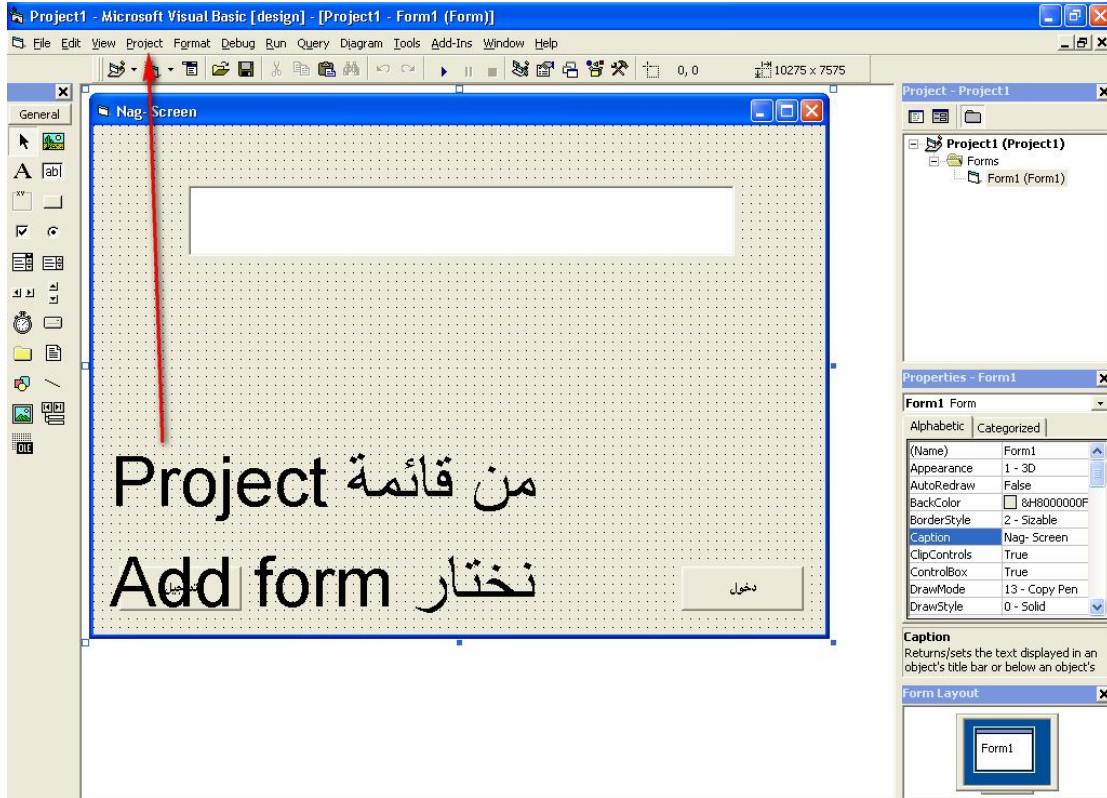 Project1 - Microsoft Visual Basic [design] - [Project1 - Form1 (Form)]
File Edit View Project Format Debug Run Query Diagram Tools Add-Ins Window Help
0, 0 10275 x 7575
General
A ab|
xv
OLE
Nag- Screen
من قائمة Project
نختار Add form
دخول
Project - Project1
Project1 (Project1)
Forms
Form1 (Form1)
Properties - Form1
Form1 Form
Alphabetic Categorized
(Name) Form1
Appearance 1 - 3D
AutoRedraw False
BackColor &H8000000F
BorderStyle 2 - Sizable
Caption Nag- Screen
ClipControls True
ControlBox True
DrawMode 13 - Copy Pen
DrawStyle 0 - Solid
Caption
Returns/sets the text displayed in an
object's title bar or below an object's
Form Layout
Form1